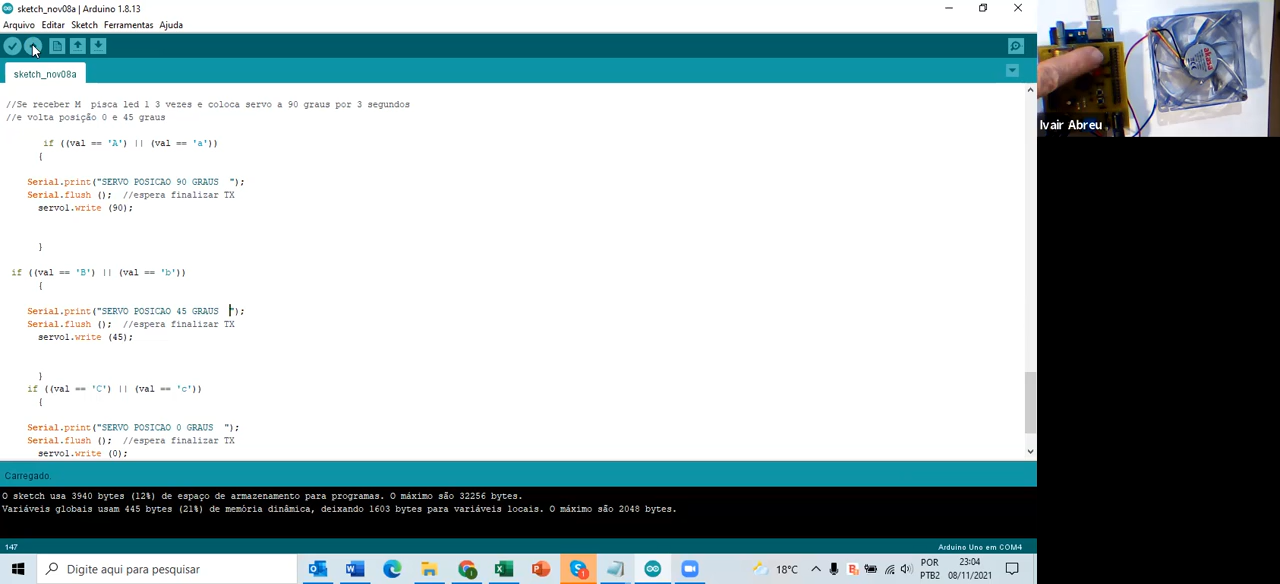 sketch_nov08a | Arduino 1.8.13
Arquivo Editar Sketch Ferramentas Ajuda
sketch_nov08a
//Se receber M  pisca led 1 3 vezes e coloca servo a 90 graus por 3 segundos
//e volta posição 0 e 45 graus
if ((val == 'A') || (val == 'a'))
{
Serial.print("SERVO POSICAO 90 GRAUS  ");
Serial.flush ();  //espera finalizar TX
servo1.write (90);
}
if ((val == 'B') || (val == 'b'))
{
Serial.print("SERVO POSICAO 45 GRAUS  ");
Serial.flush ();  //espera finalizar TX
servo1.write (45);
}
if ((val == 'C') || (val == 'c'))
{
Serial.print("SERVO POSICAO 0 GRAUS  ");
Serial.flush ();  //espera finalizar TX
servo1.write (0);
Carregado.
O sketch usa 3940 bytes (12%) de espaço de armazenamento para programas. O máximo são 32256 bytes.
Variáveis globais usam 445 bytes (21%) de memória dinâmica, deixando 1603 bytes para variáveis locais. O máximo são 2048 bytes.
147
Arduino Uno em COM4
Digite aqui para pesquisar
18°C
POR
PTB2
23:04
08/11/2021
akasa
Ivair Abreu